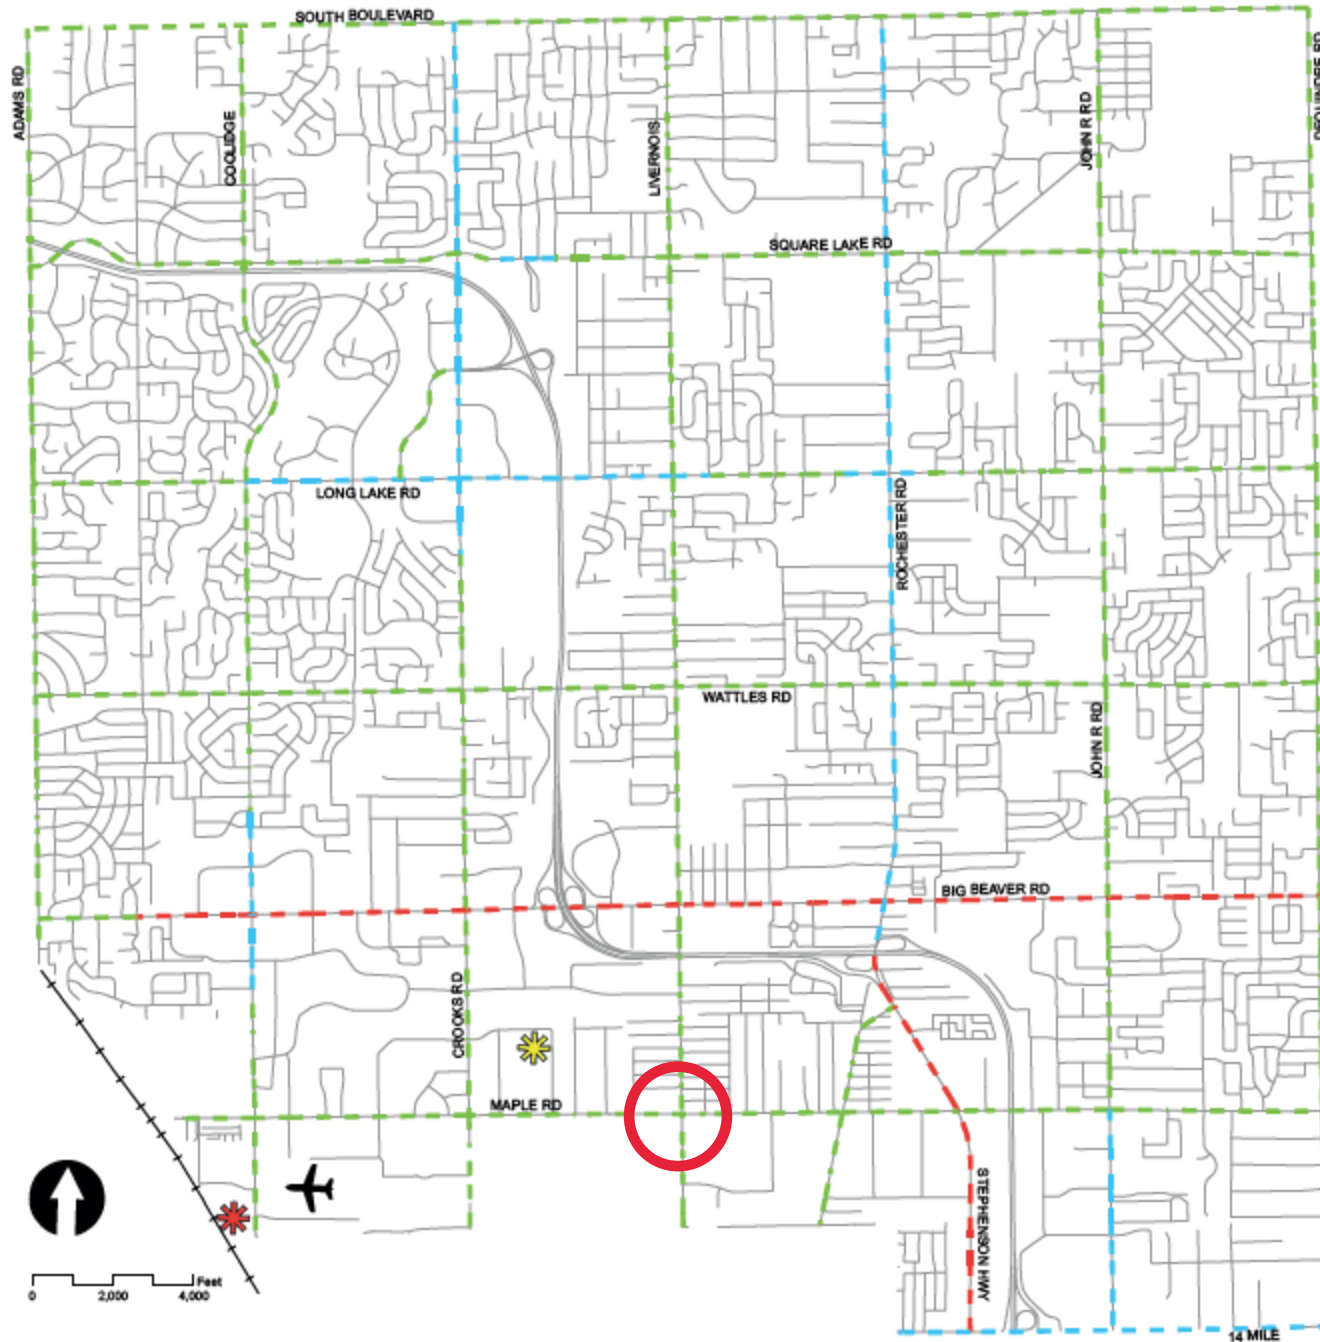 SOUTH BOULEVARD
ADAMS RD
COOLIDGE
LIVERNOIS
JOHN R RD
DEQUINDRE RD
SQUARE LAKE RD
LONG LAKE RD
ROCHESTER RD
WATTLES RD
JOHN R RD
BIG BEAVER RD
CROOKS RD
MAPLE RD
STEPHENSON HWY
Feet
0 2,000 4,000
14 MILE